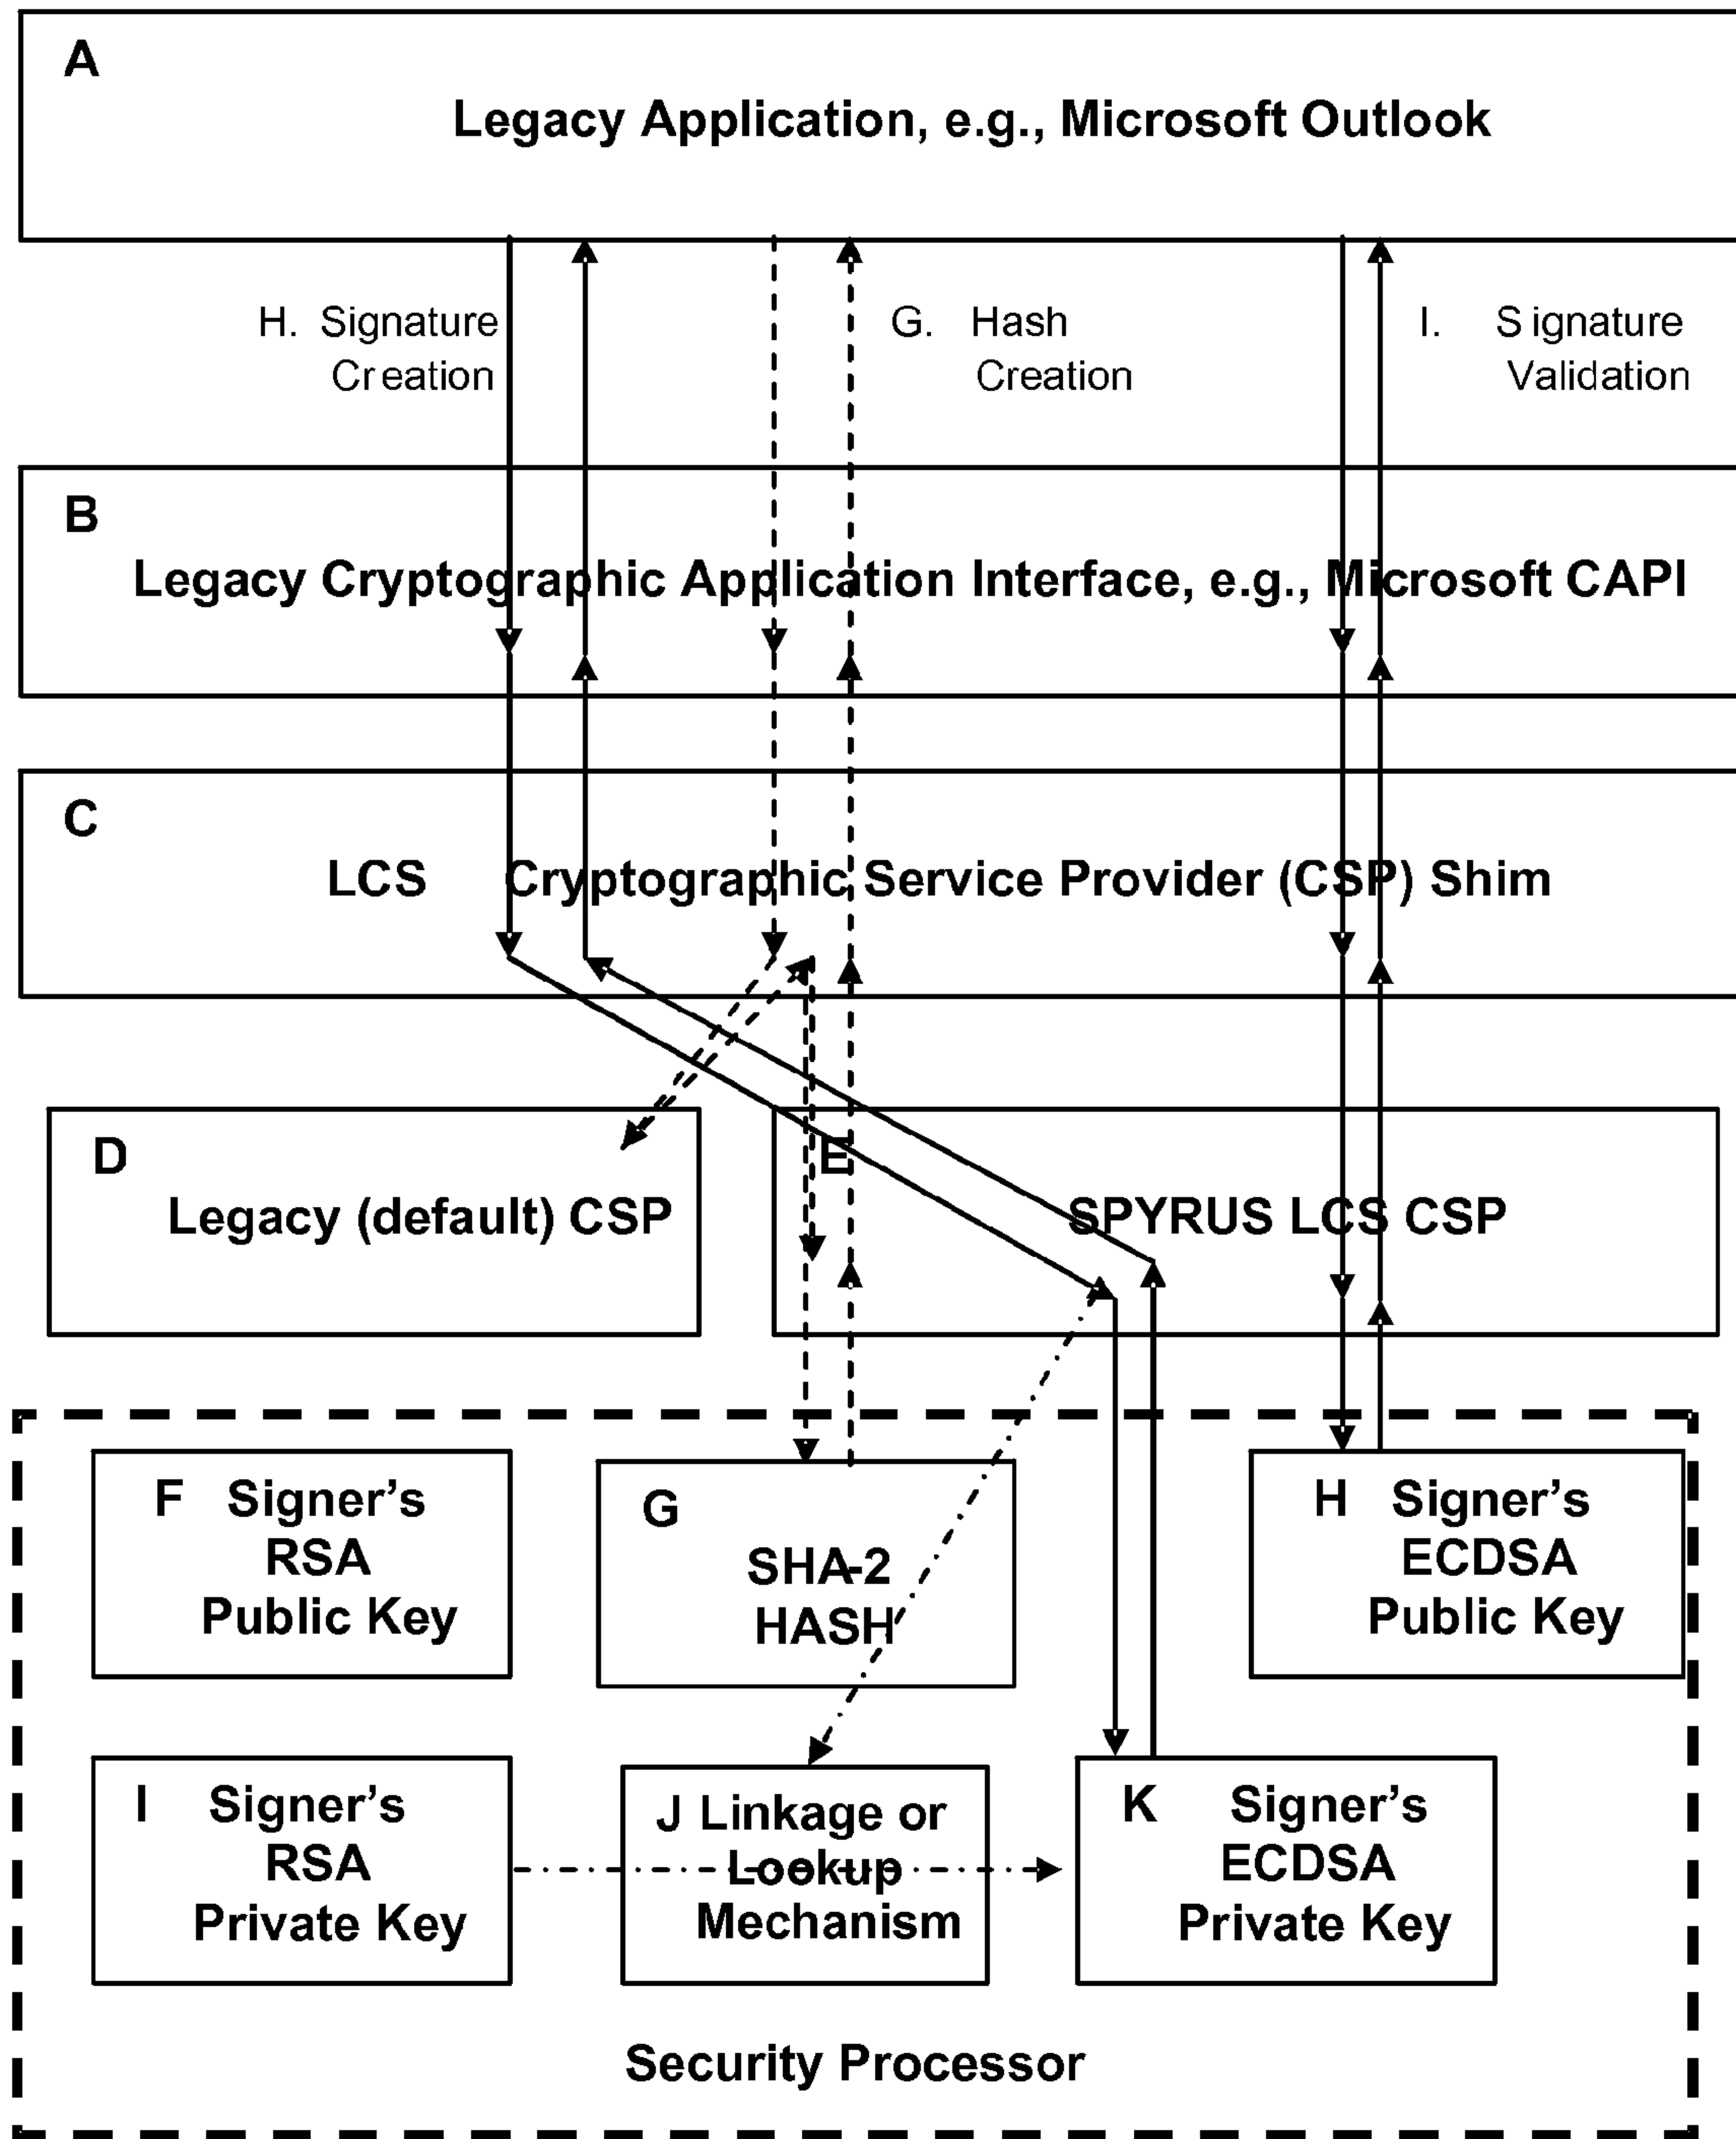 A
Legacy Application, e.g., Microsoft Outlook
H. Signature
Creation
G. Hash
Creation
I. Signature
Validation
B
Legacy Cryptographic Application Interface, e.g., Microsoft CAPI
C
LCS Cryptographic Service Provider (CSP) Shim
D
Legacy (default) CSP
E
SPYRUS LCS CSP
F Signer's
RSA
Public Key
G
SHA-2
HASH
H Signer's
ECDSA
Public Key
I Signer's
RSA
Private Key
J Linkage or
Lookup
Mechanism
K Signer's
ECDSA
Private Key
Security Processor